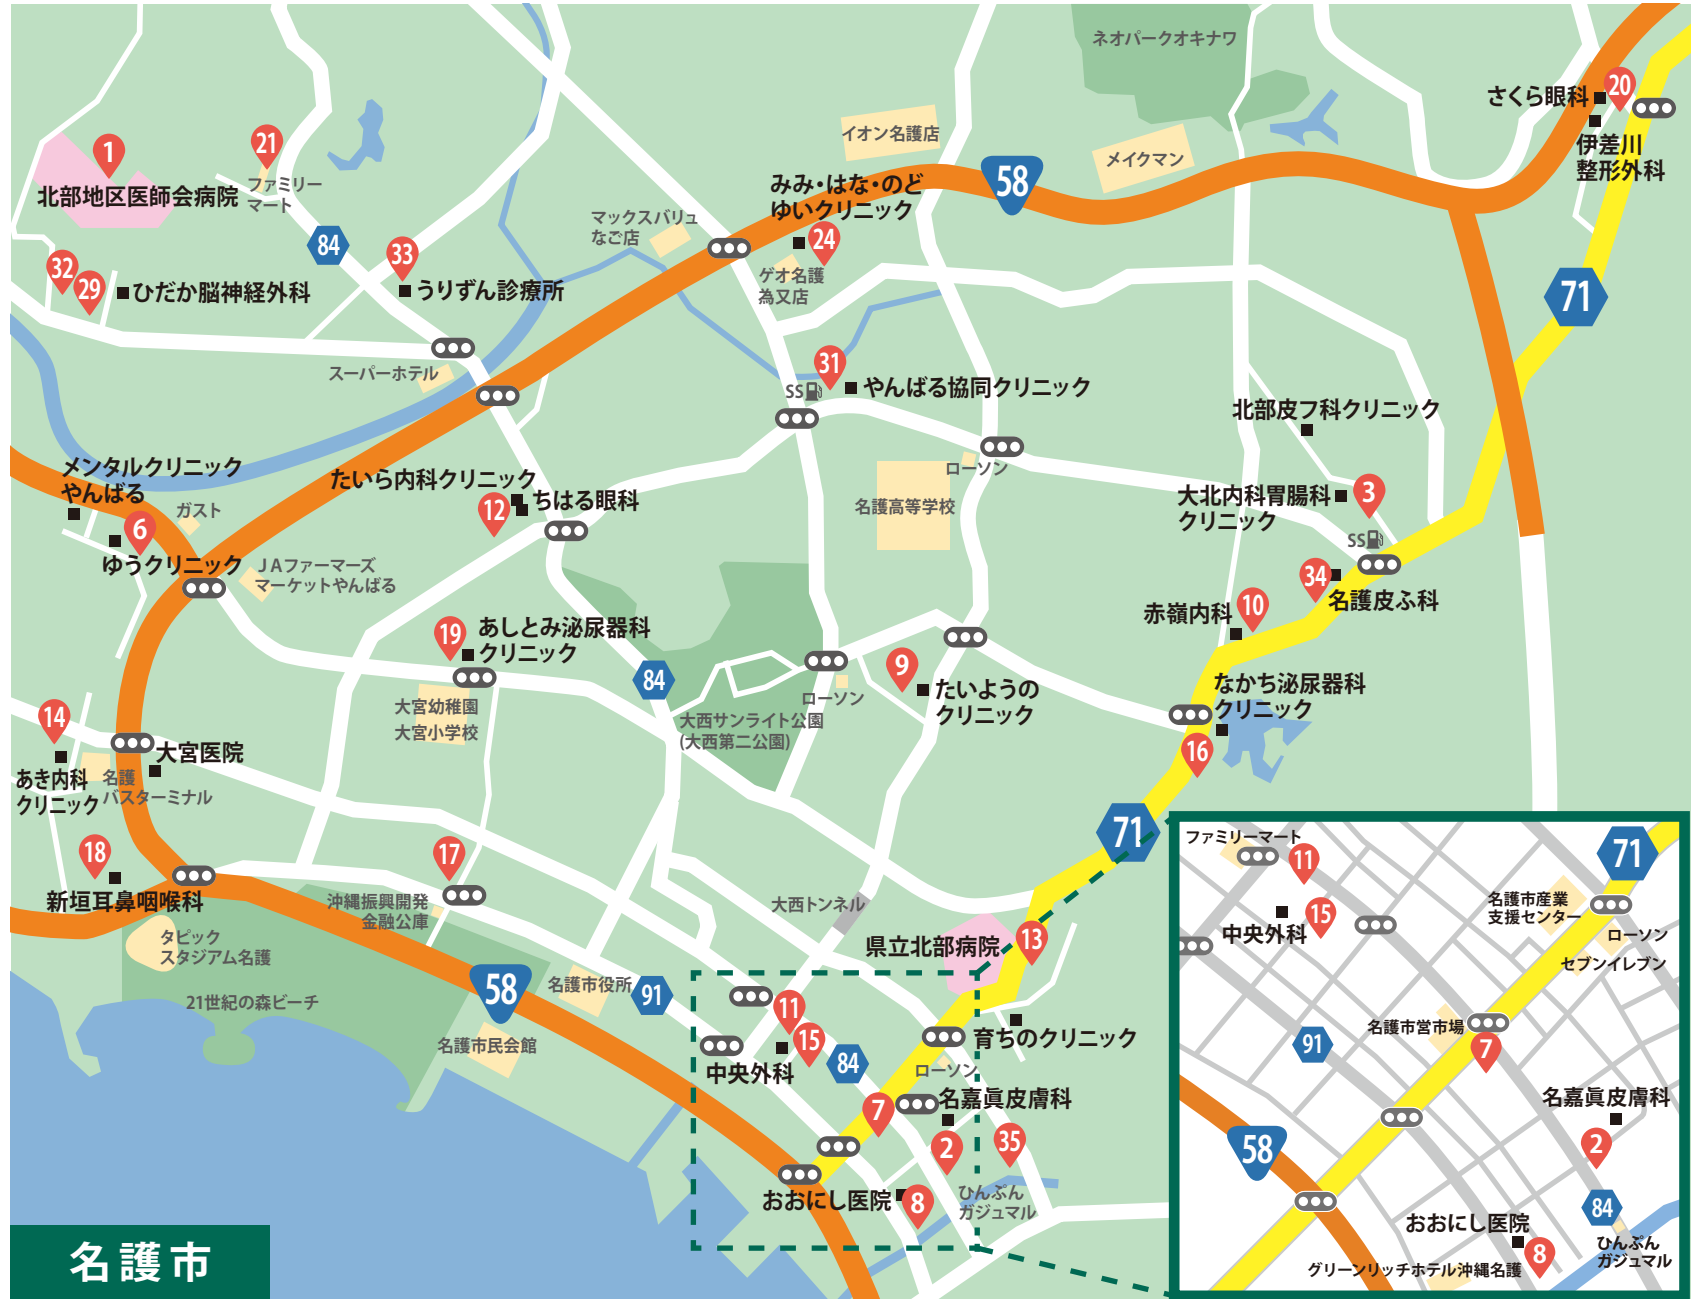 ネオパークオキナワ
さくら眼科
20
伊差川
整形外科
イオン名護店
メイクマン
58
1
北部地区医師会病院
21
ファミリー
マート
みみ・はな・のど
ゆいクリニック
24
マックスバリュ
なご店
ゲオ名護
為又店
84
33
うりずん診療所
32
29
ひだか脳神経外科
71
スーパーホテル
31
SS
やんばる協同クリニック
北部皮フ科クリニック
メンタルクリニック
やんばる
ガスト
6
ゆうクリニック
たいら内科クリニック
12
ちはる眼科
ローソン
名護高等学校
大北内科胃腸科
クリニック
3
SS
34
名護皮ふ科
JAファーマーズ
マーケットやんばる
赤嶺内科
10
19
あしとみ泌尿器科
クリニック
84
9
たいようの
クリニック
ローソン
なかち泌尿器科
クリニック
16
大宮幼稚園
大宮小学校
大西サンライト公園
(大西第二公園)
14
大宮医院
あき内科
クリニック
名護
バスターミナル
71
18
新垣耳鼻咽喉科
17
沖縄振興開発
金融公庫
大西トンネル
県立北部病院
13
タピック
スタジアム名護
21世紀の森ビーチ
58
名護市役所
91
名護市民会館
11
15
中央外科
84
育ちのクリニック
ローソン
7
名嘉眞皮膚科
2
35
おおにし医院
8
ひんぷん
ガジュマル
名護市
ファミリーマート
11
71
15
中央外科
名護市産業
支援センター
ローソン
セブンイレブン
名護市営市場
91
7
名嘉眞皮膚科
2
58
84
おおにし医院
8
ひんぷん
ガジュマル
グリーンリッチホテル沖縄名護